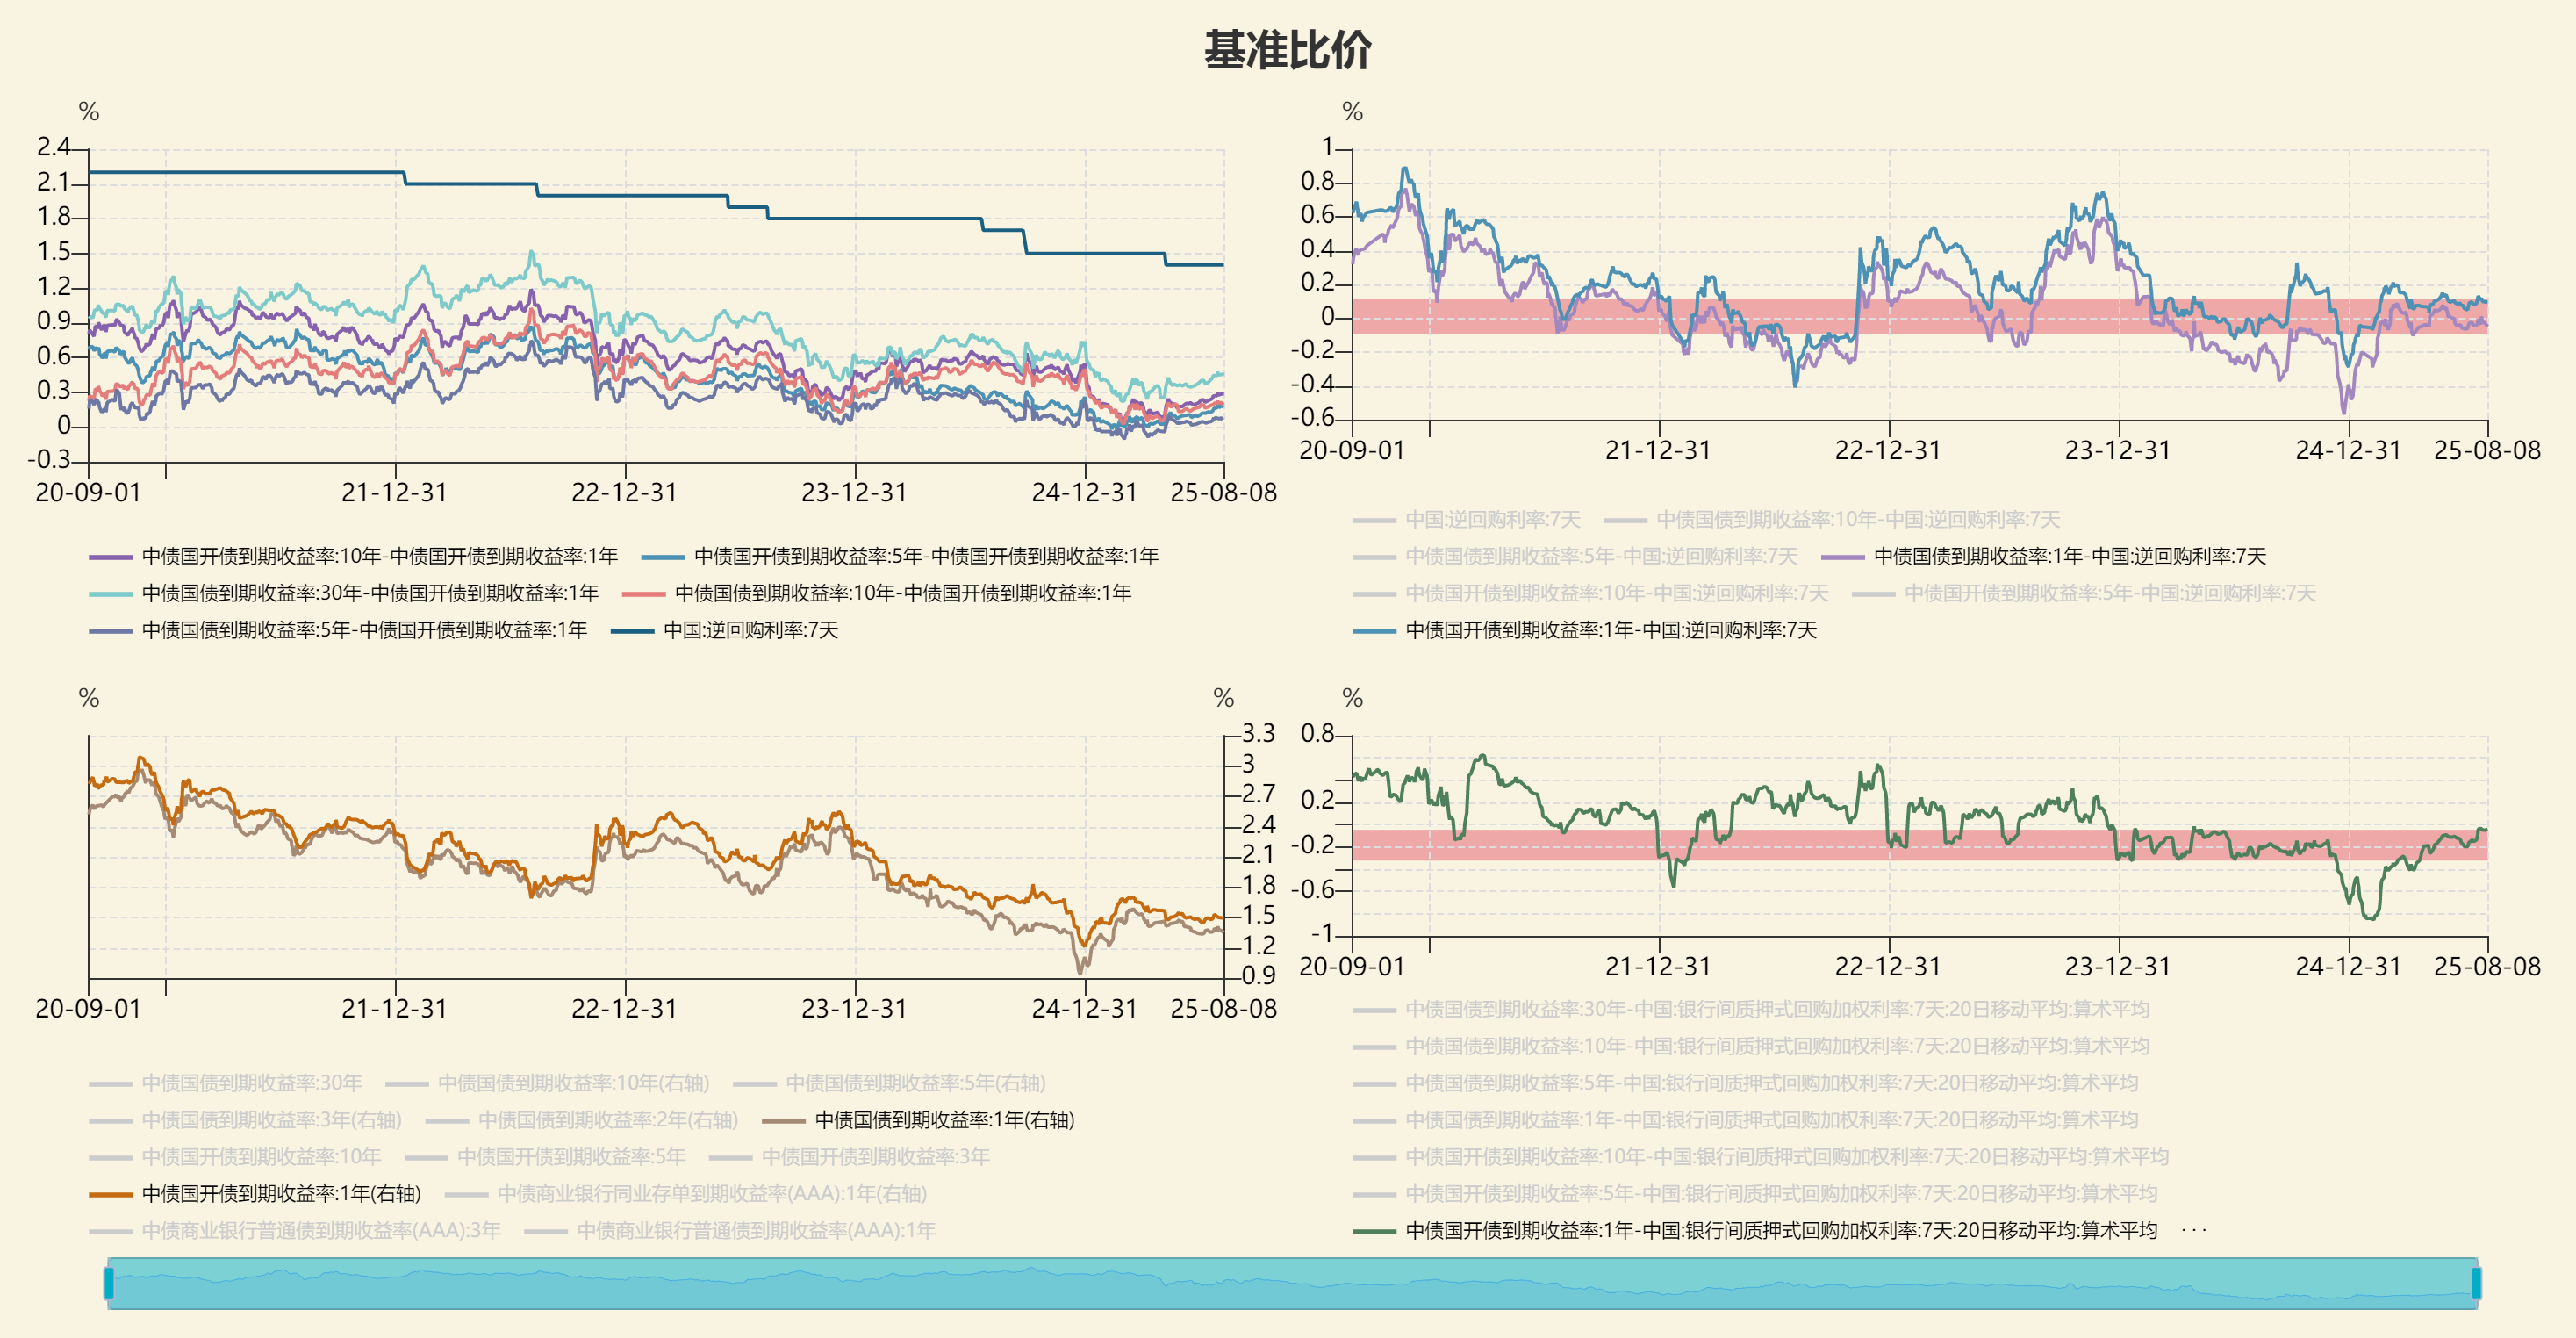 基准比价
%
2.4
2.1
1.8
1.5
1.2
0.9
0.6
0.3
0
-0.3
20-09-01 21-12-31 22-12-31 23-12-31 24-12-31 25-08-08
中债国开债到期收益率:10年-中债国开债到期收益率:1年 中债国开债到期收益率:5年-中债国开债到期收益率:1年
中债国债到期收益率:30年-中债国开债到期收益率:1年 中债国债到期收益率:10年-中债国开债到期收益率:1年
中债国债到期收益率:5年-中债国开债到期收益率:1年 中国:逆回购利率:7天
%
1
0.8
0.6
0.4
0.2
0
-0.2
-0.4
-0.6
20-09-01 21-12-31 22-12-31 23-12-31 24-12-31 25-08-08
中国:逆回购利率:7天 中债国债到期收益率:10年-中国:逆回购利率:7天
中债国债到期收益率:5年-中国:逆回购利率:7天 中债国债到期收益率:1年-中国:逆回购利率:7天
中债国开债到期收益率:10年-中国:逆回购利率:7天 中债国开债到期收益率:5年-中国:逆回购利率:7天
中债国开债到期收益率:1年-中国:逆回购利率:7天
% %
3.3
3
2.7
2.4
2.1
1.8
1.5
1.2
0.9
20-09-01 21-12-31 22-12-31 23-12-31 24-12-31 25-08-08
中债国债到期收益率:30年 中债国债到期收益率:10年(右轴) 中债国债到期收益率:5年(右轴)
中债国债到期收益率:3年(右轴) 中债国债到期收益率:2年(右轴) 中债国债到期收益率:1年(右轴)
中债国开债到期收益率:10年 中债国开债到期收益率:5年 中债国开债到期收益率:3年
中债国开债到期收益率:1年(右轴) 中债商业银行同业存单到期收益率(AAA):1年(右轴)
中债商业银行普通债到期收益率(AAA):3年 中债商业银行普通债到期收益率(AAA):1年
%
0.8
0.2
-0.2
-0.6
-1
20-09-01 21-12-31 22-12-31 23-12-31 24-12-31 25-08-08
中债国债到期收益率:30年-中国:银行间质押式回购加权利率:7天:20日移动平均:算术平均
中债国债到期收益率:10年-中国:银行间质押式回购加权利率:7天:20日移动平均:算术平均
中债国债到期收益率:5年-中国:银行间质押式回购加权利率:7天:20日移动平均:算术平均
中债国债到期收益率:1年-中国:银行间质押式回购加权利率:7天:20日移动平均:算术平均
中债国开债到期收益率:10年-中国:银行间质押式回购加权利率:7天:20日移动平均:算术平均
中债国开债到期收益率:5年-中国:银行间质押式回购加权利率:7天:20日移动平均:算术平均
中债国开债到期收益率:1年-中国:银行间质押式回购加权利率:7天:20日移动平均:算术平均 ···